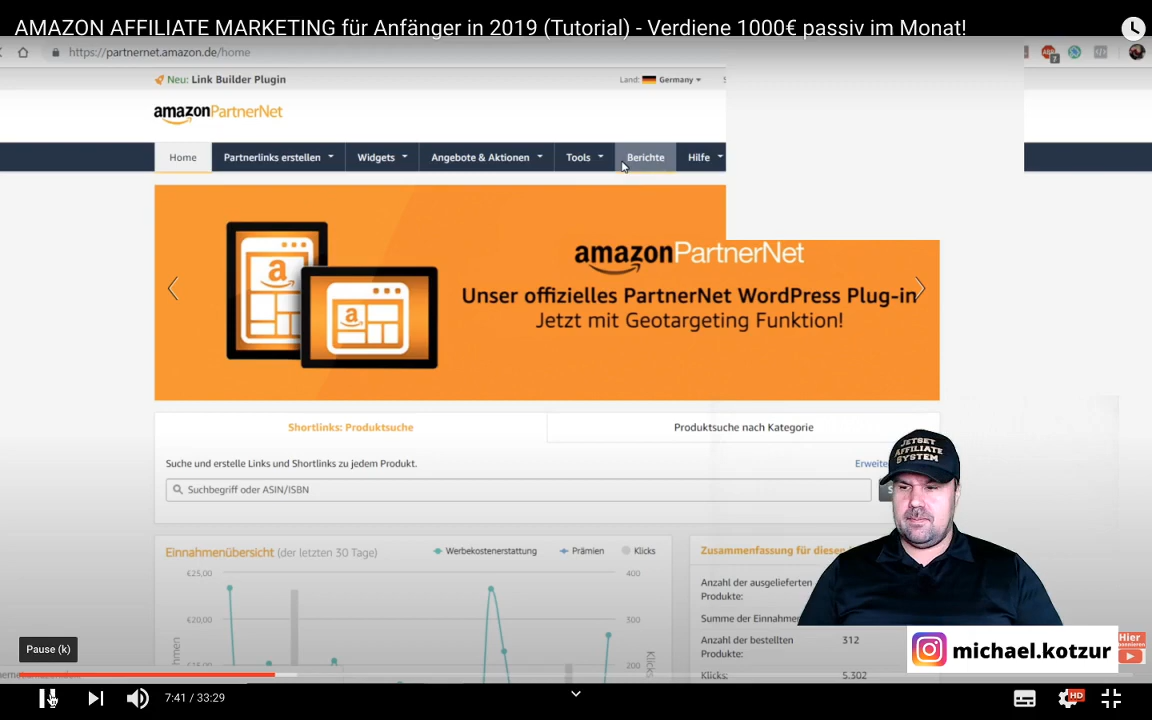 AMAZON AFFILIATE MARKETING für Anfänger in 2019 (Tutorial) - Verdiene 1000€ passiv im Monat!
https://partnernet.amazon.de/home
7
Neu: Link Builder Plugin
Land: Germany
amazonPartnerNet
Home Partnerlinks erstellen Widgets Angebote & Aktionen Tools Berichte Hilfe
amazonPartnerNet
Unser offizielles PartnerNet WordPress Plug-in
Jetzt mit Geotargeting Funktion!
Shortlinks: Produktsuche
Produktsuche nach Kategorie
Suche und erstelle Links und Shortlinks zu jedem Produkt.
Suchbegriff oder ASIN/ISBN
JETSET
AFFILIATE
SYSTEM
Einnahmenübersicht (der letzten 30 Tage)
Werbekostenerstattung Prämien Klicks
€25,00
400
€20,00
300
€15,00
200
Klicks
Zusammenfassung für diesen
Anzahl der ausgelieferten
Produkte:
Summe der Einnahmen
Anzahl der bestellten
Produkte:
312
Klicks:
5.302
michael.kotzur
Hier
Pause (k)
7:41 / 33:29
HD